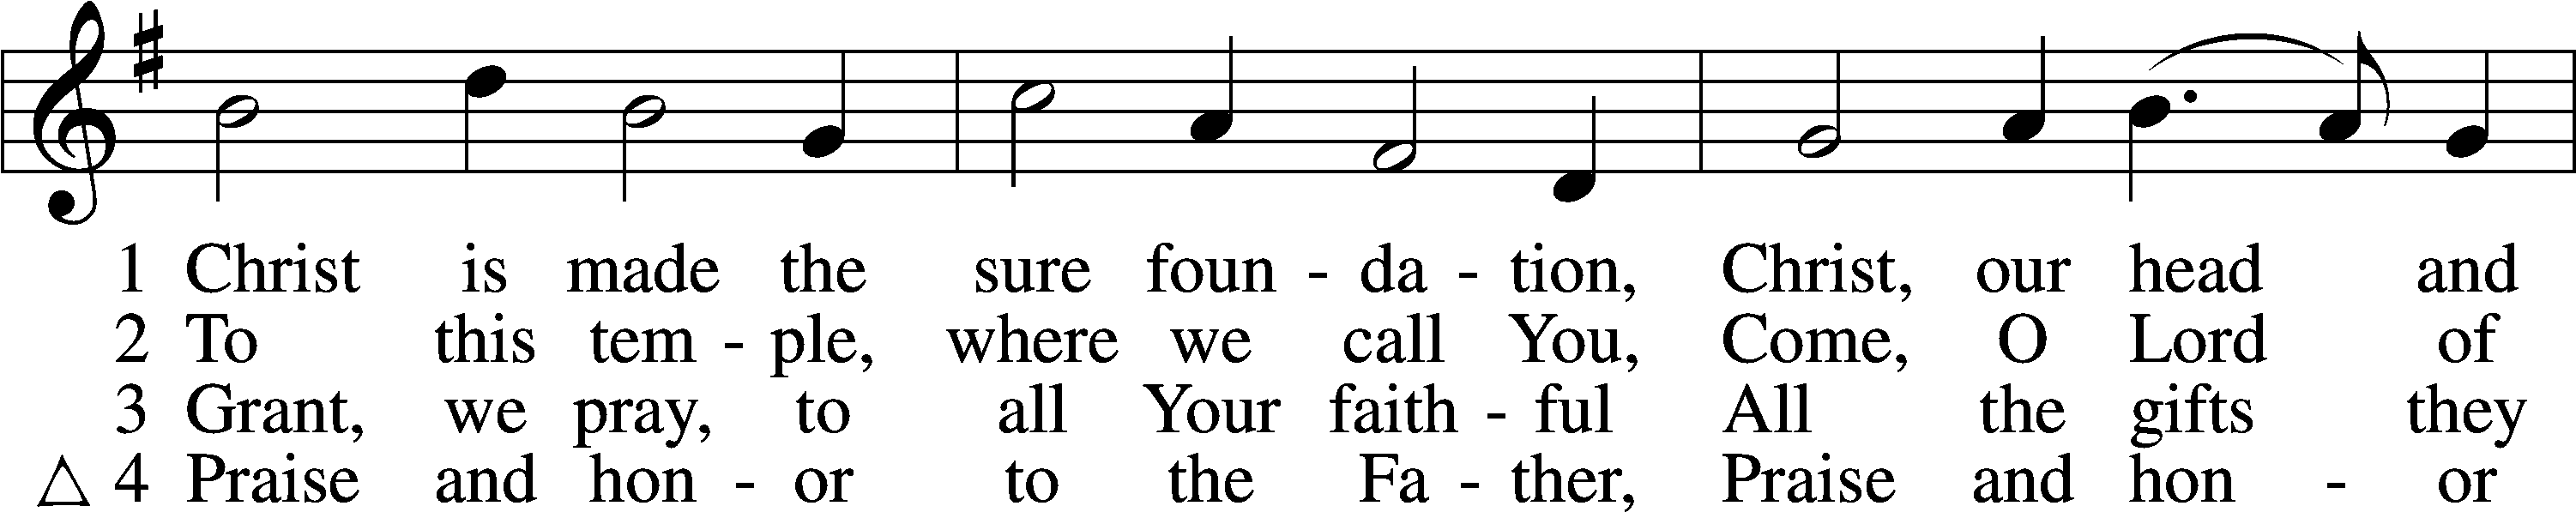 1 Christ is made the sure foun - da - tion, Christ, our head and
2 To this tem - ple, where we call You, Come, O Lord of
3 Grant, we pray, to all Your faith - ful All the gifts they
△ 4 Praise and hon - or to the Fa - ther, Praise and hon - or